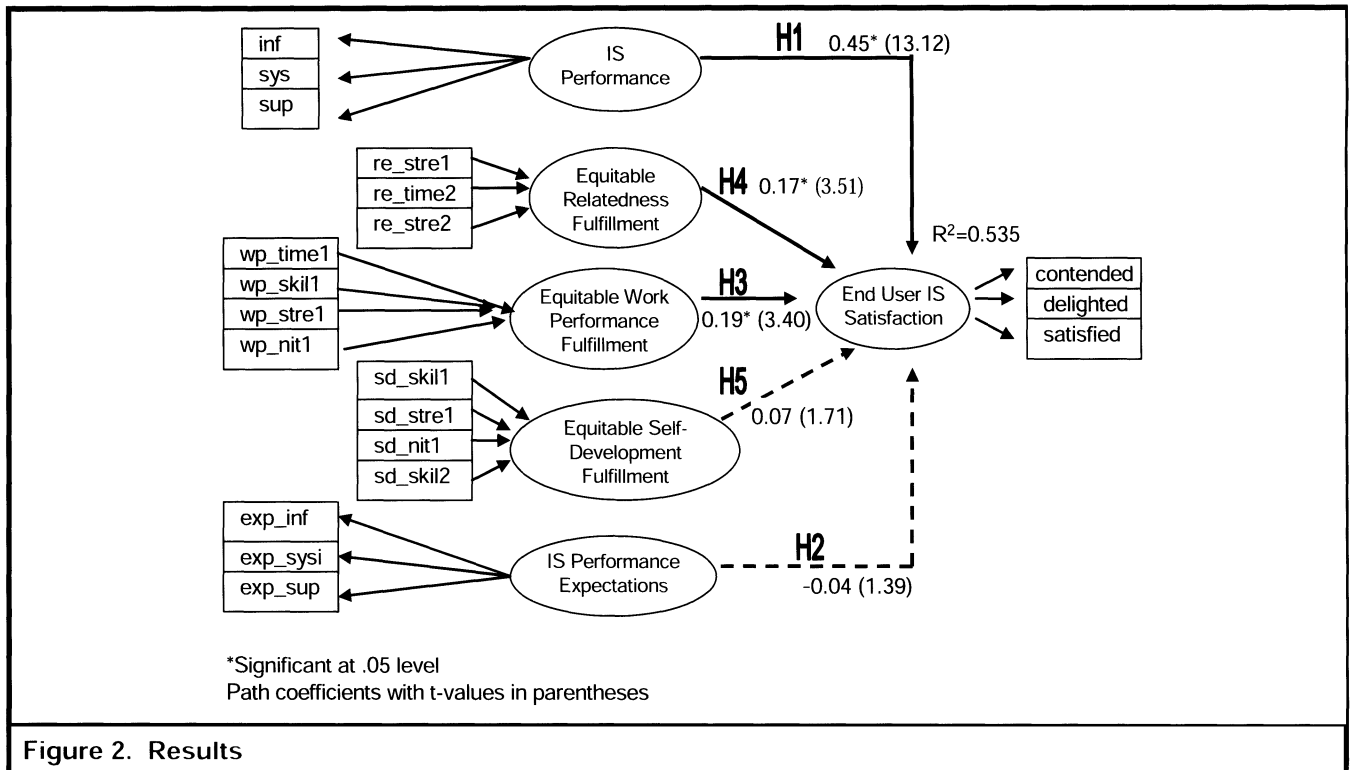 inf
sys
sup
IS
Performance
H1 0.45* (13.12)
re_stre1
re_time2
re_stre2
Equitable
Relatedness
Fulfillment
H4 0.17* (3.51)
R²=0.535
wp_time1
wp_skil1
wp_stre1
wp_nit1
Equitable Work
Performance
Fulfillment
H3
0.19* (3.40)
End User IS
Satisfaction
contended
delighted
satisfied
sd_skil1
sd_stre1
sd_nit1
sd_skil2
Equitable Self-
Development
Fulfillment
H5
0.07 (1.71)
exp_inf
exp_sysi
exp_sup
IS Performance
Expectations
H2
-0.04 (1.39)
*Significant at .05 level
Path coefficients with t-values in parentheses
Figure 2. Results